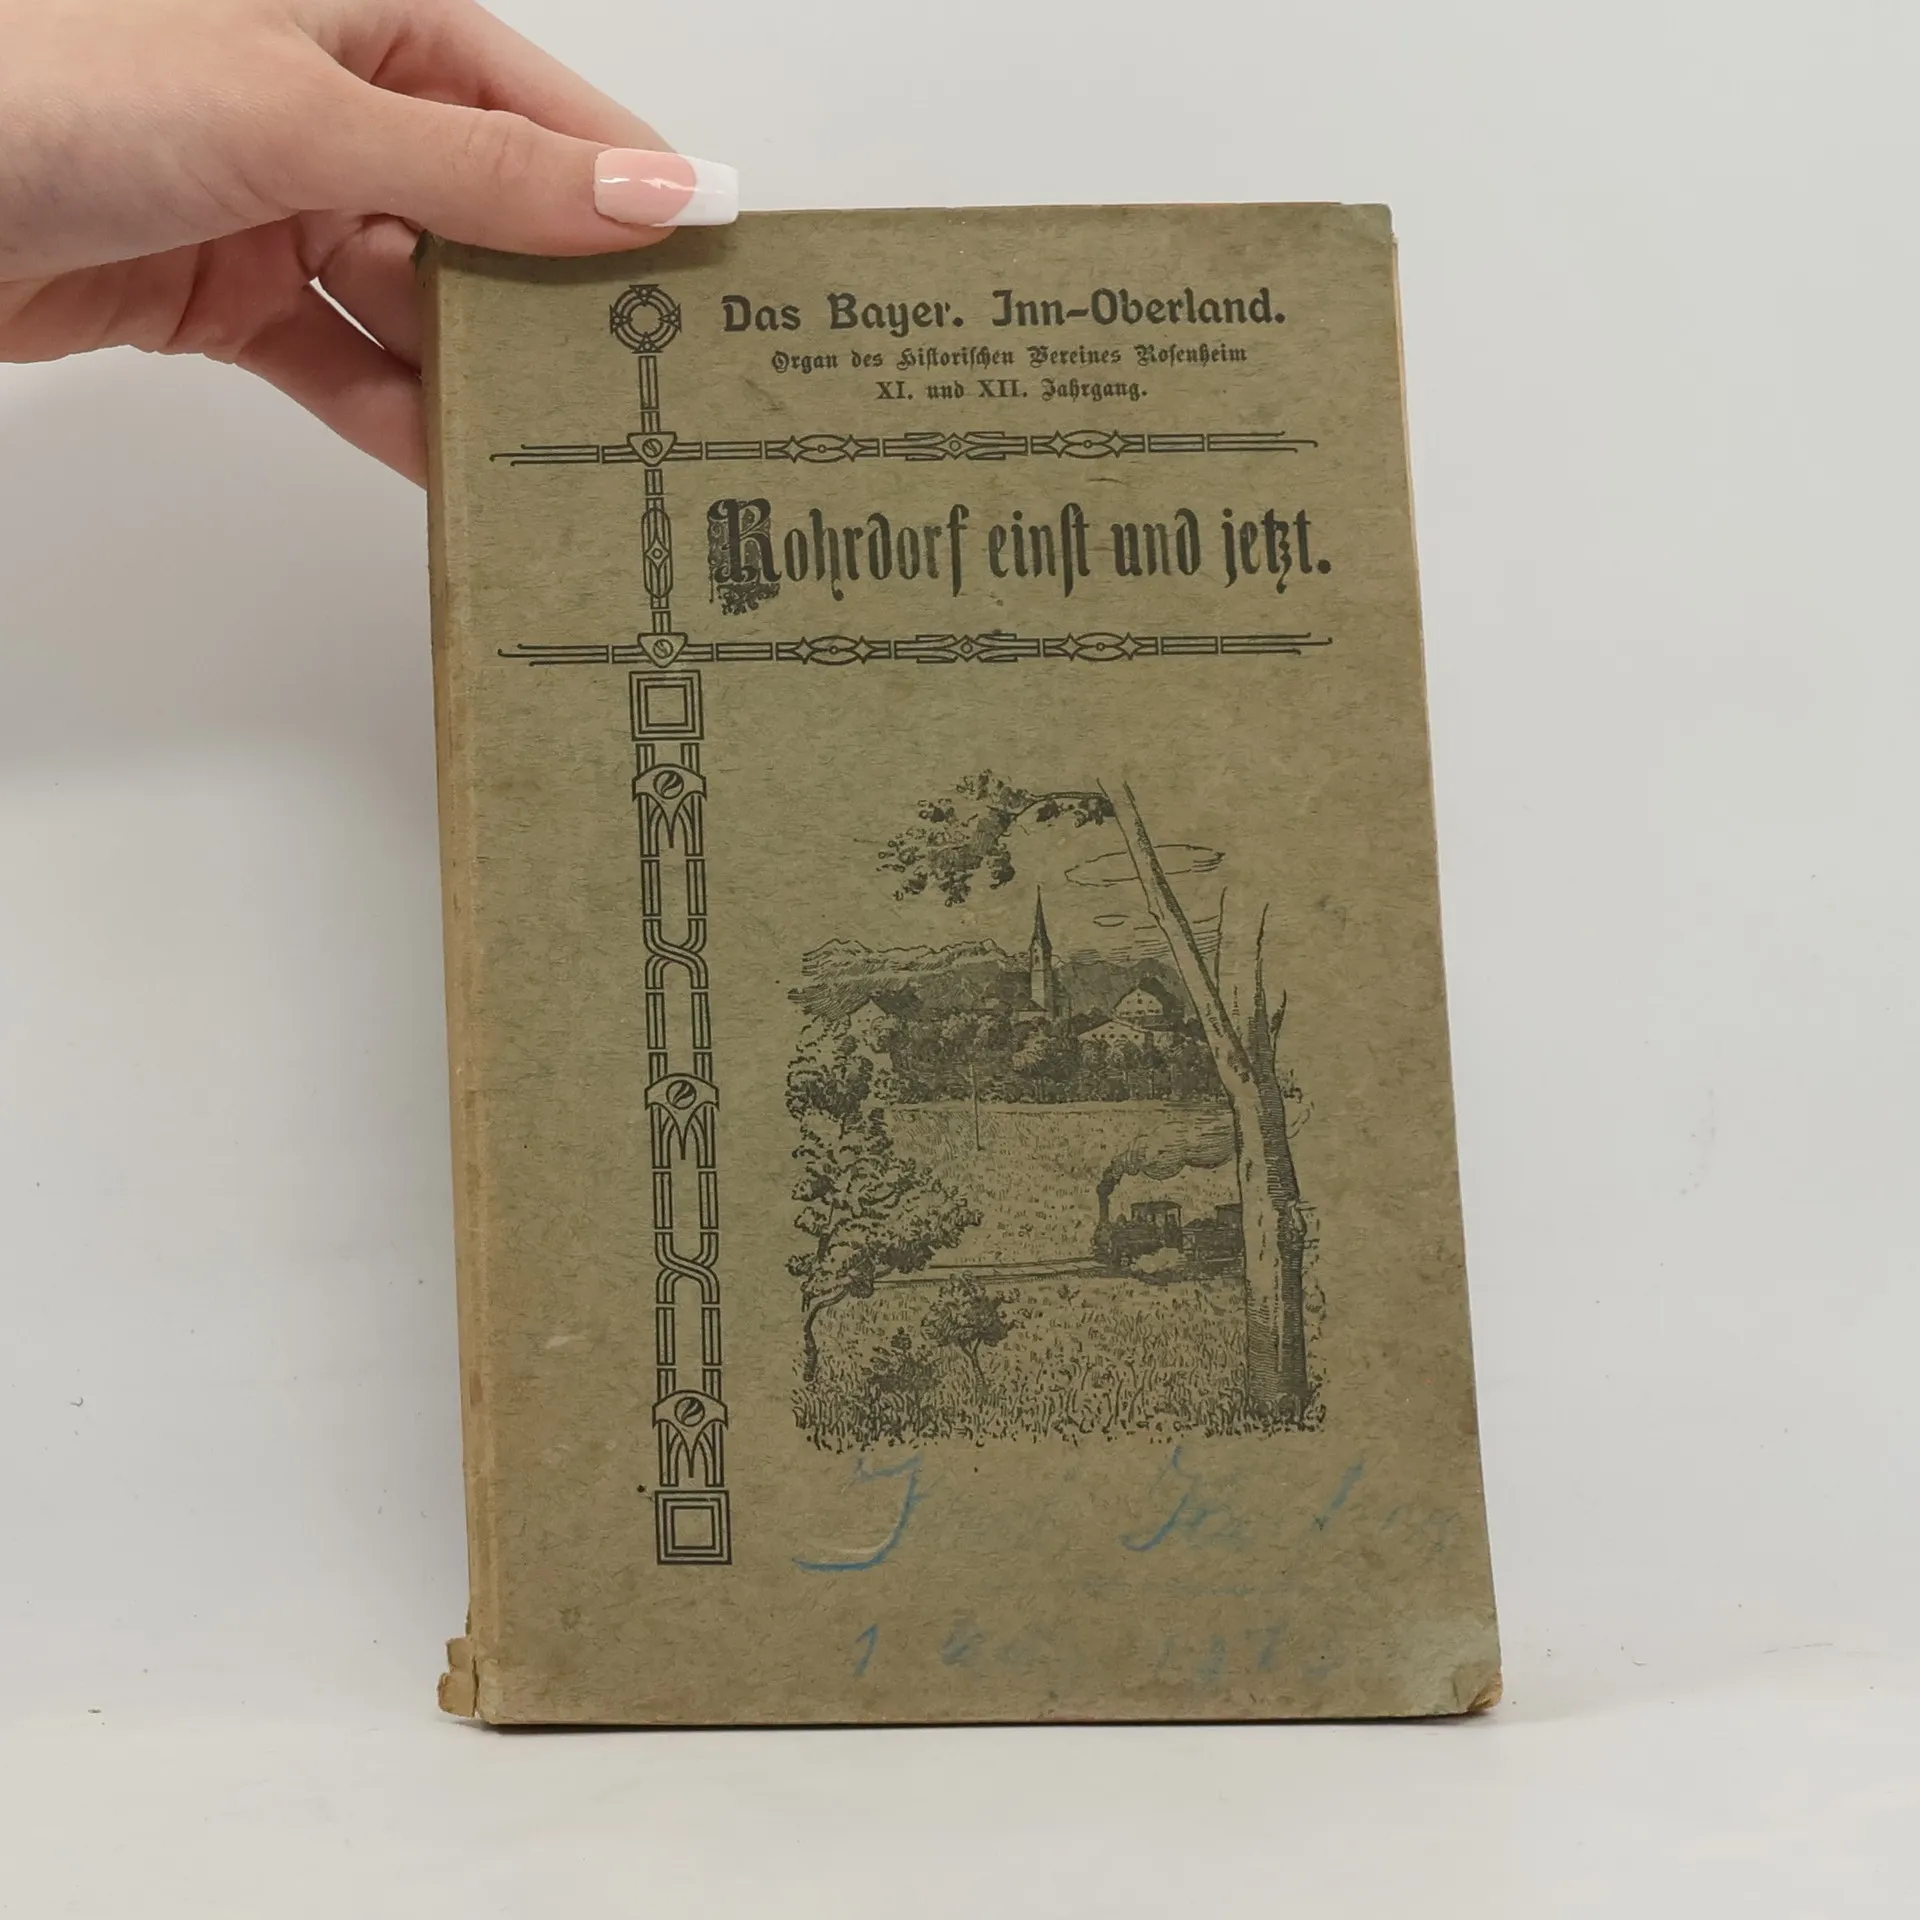 Das Bayer. Inn-Oberland.
Organ des Historischen Vereines Rosenheim
XI. und XII. Jahrgang.
Rohrdorf einst und jetzt.